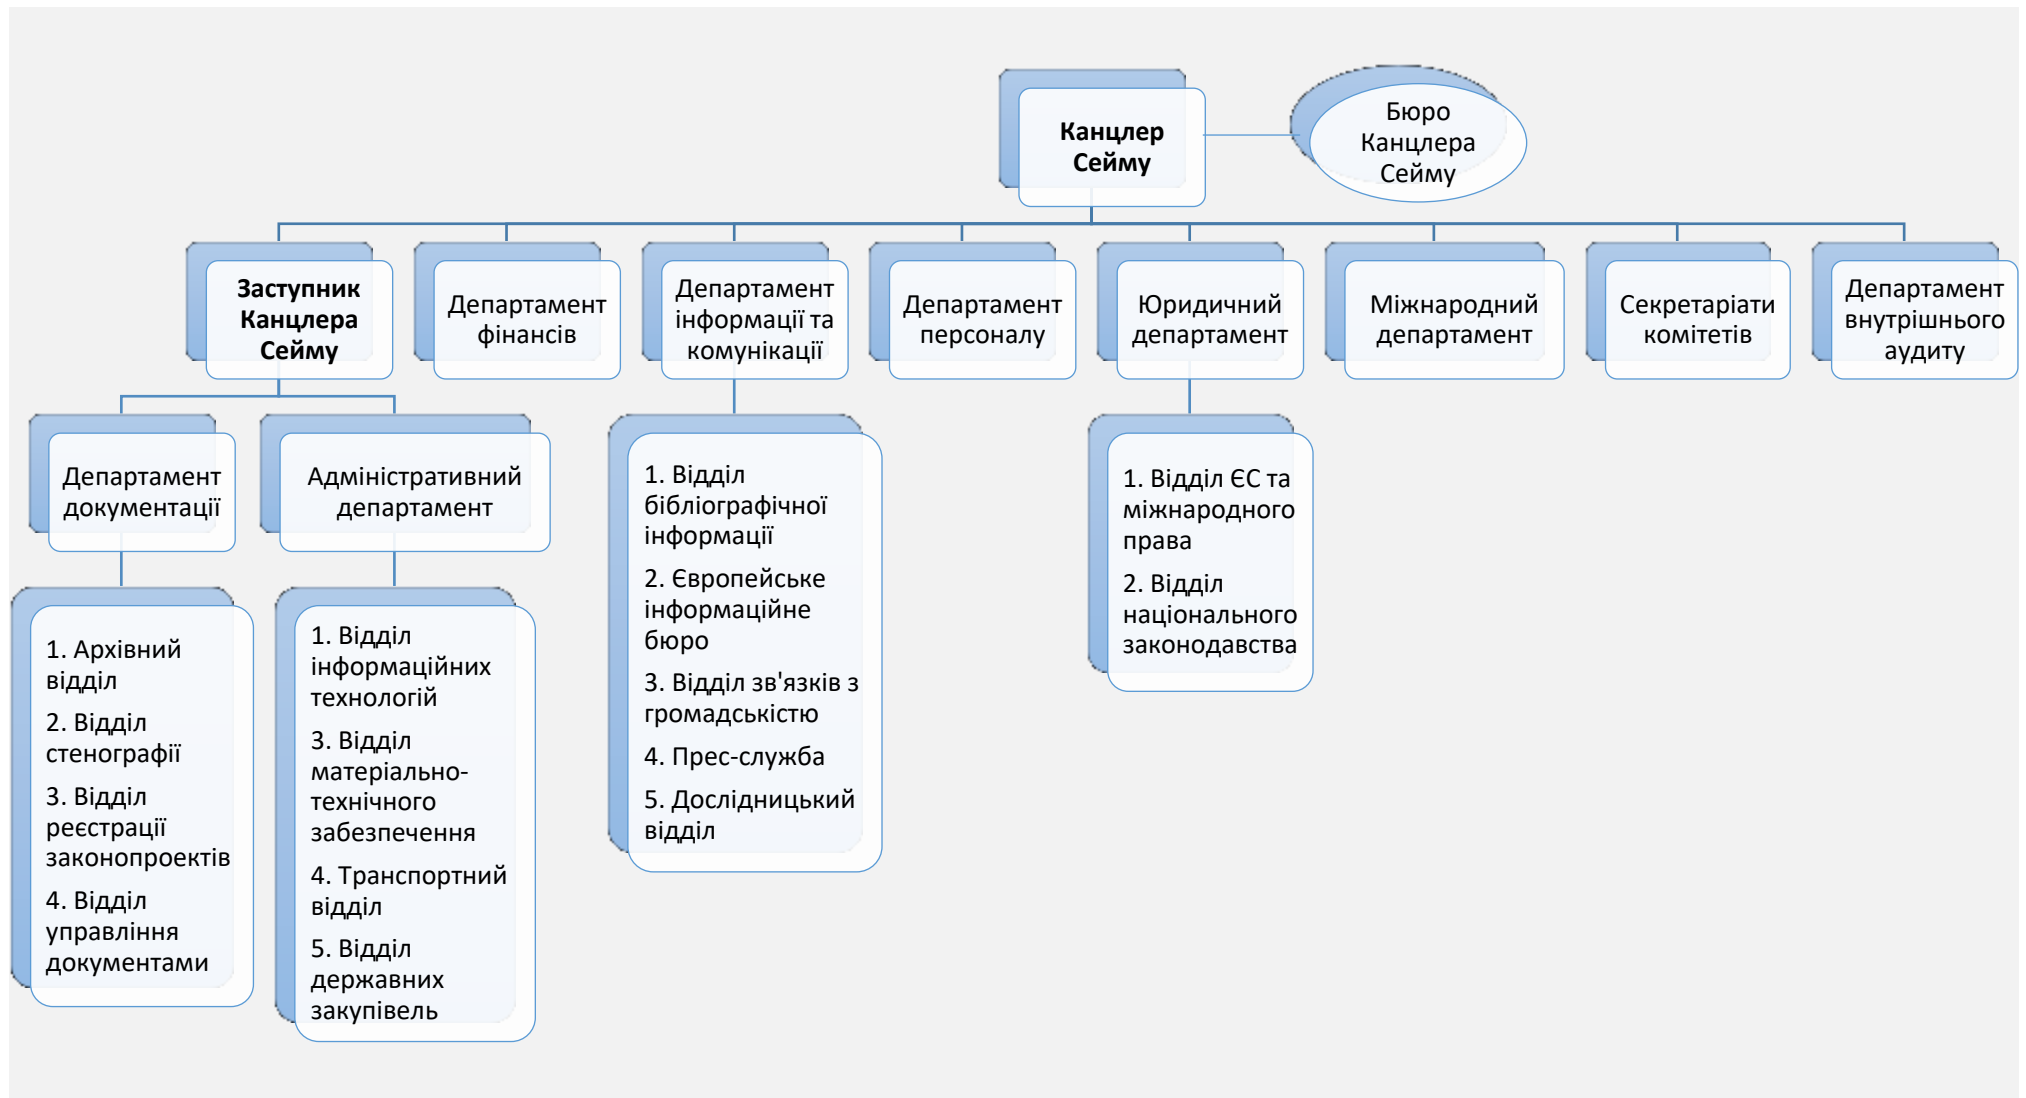 Канцлер
Сейму
Бюро
Канцлера
Сейму
Заступник
Канцлера
Сейму
Департамент
фінансів
Департамент
інформації та
комунікації
Департамент
персоналу
Юридичний
департамент
Міжнародний
департамент
Секретаріати
комітетів
Департамент
внутрішнього
аудиту
Департамент
документації
Адміністративний
департамент
1. Архівний
відділ
2. Відділ
стенографії
3. Відділ
реєстрації
законопроектів
4. Відділ
управління
документами
1. Відділ
інформаційних
технологій
3. Відділ
матеріально-
технічного
забезпечення
4. Транспортний
відділ
5. Відділ
державних
закупівель
1. Відділ
бібліографічної
інформації
2. Європейське
інформаційне
бюро
3. Відділ зв'язків з
громадськістю
4. Прес-служба
5. Дослідницький
відділ
1. Відділ ЄС та
міжнародного
права
2. Відділ
національного
законодавства